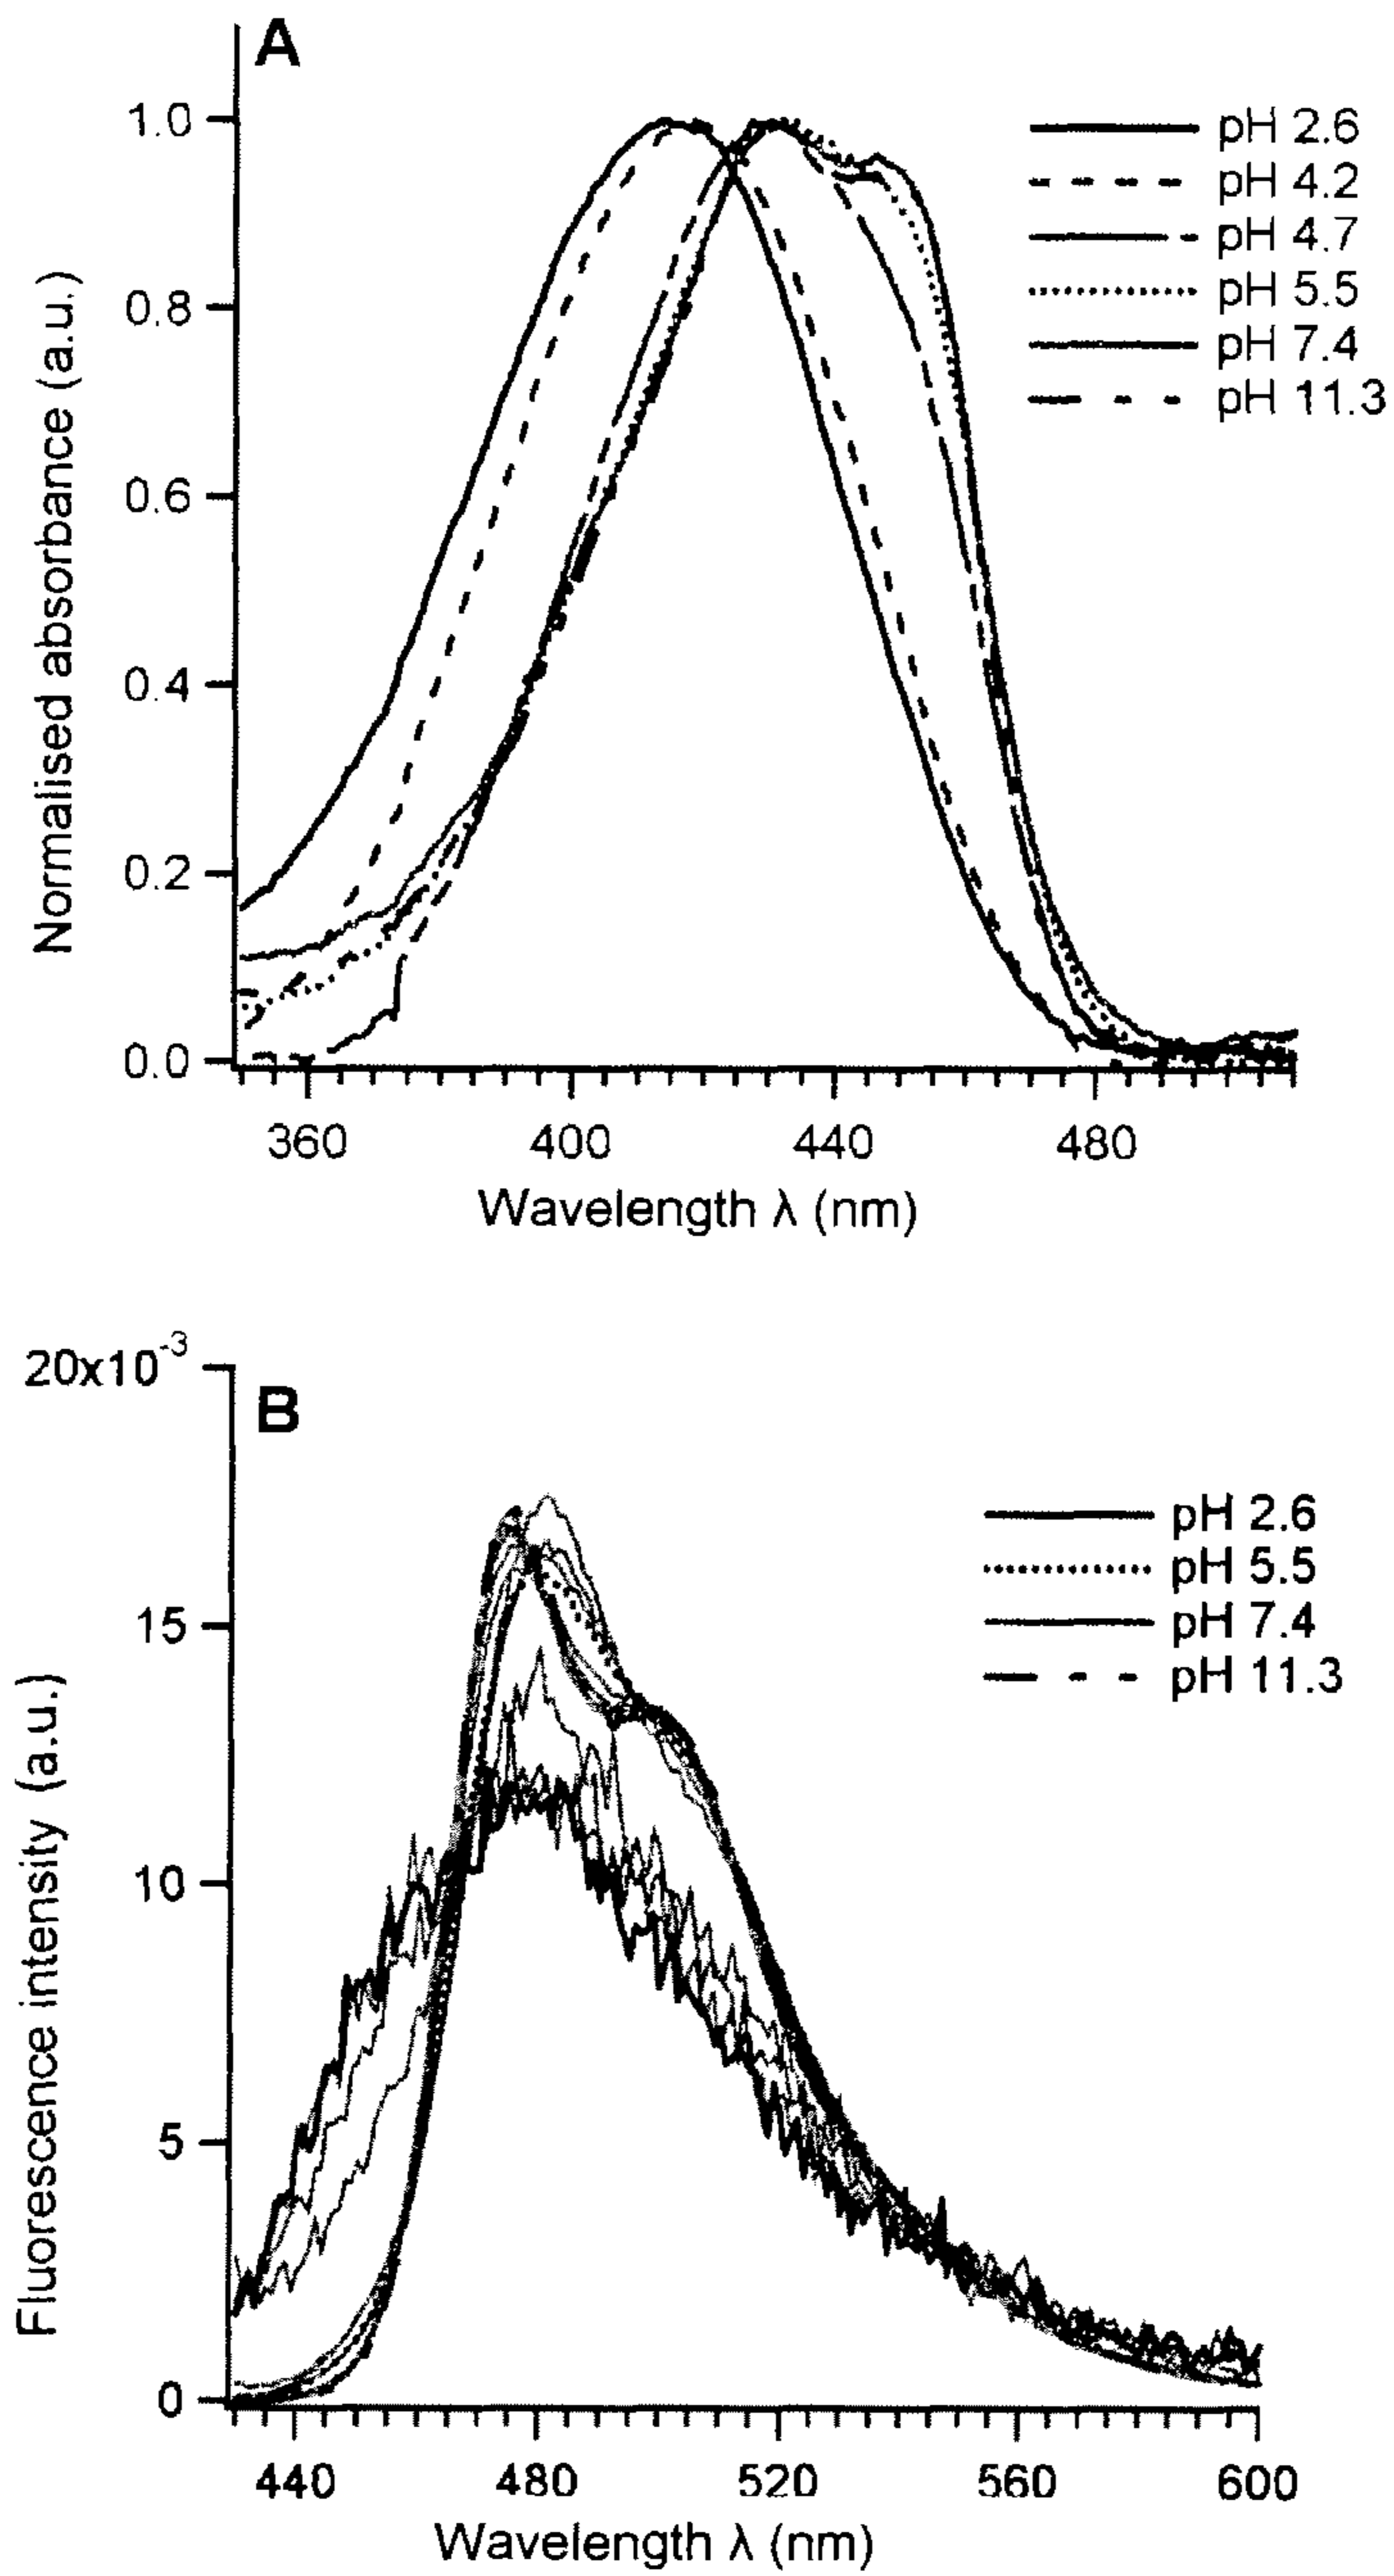 A
1.0
0.8
0.6
0.4
0.2
0.0
Normalised absorbance (a.u.)
pH 2.6
pH 4.2
pH 4.7
pH 5.5
pH 7.4
pH 11.3
360 400 440 480
Wavelength λ (nm)
B
20x10⁻³
15
10
5
0
Fluorescence intensity (a.u.)
pH 2.6
pH 5.5
pH 7.4
pH 11.3
440 480 520 560 600
Wavelength λ (nm)